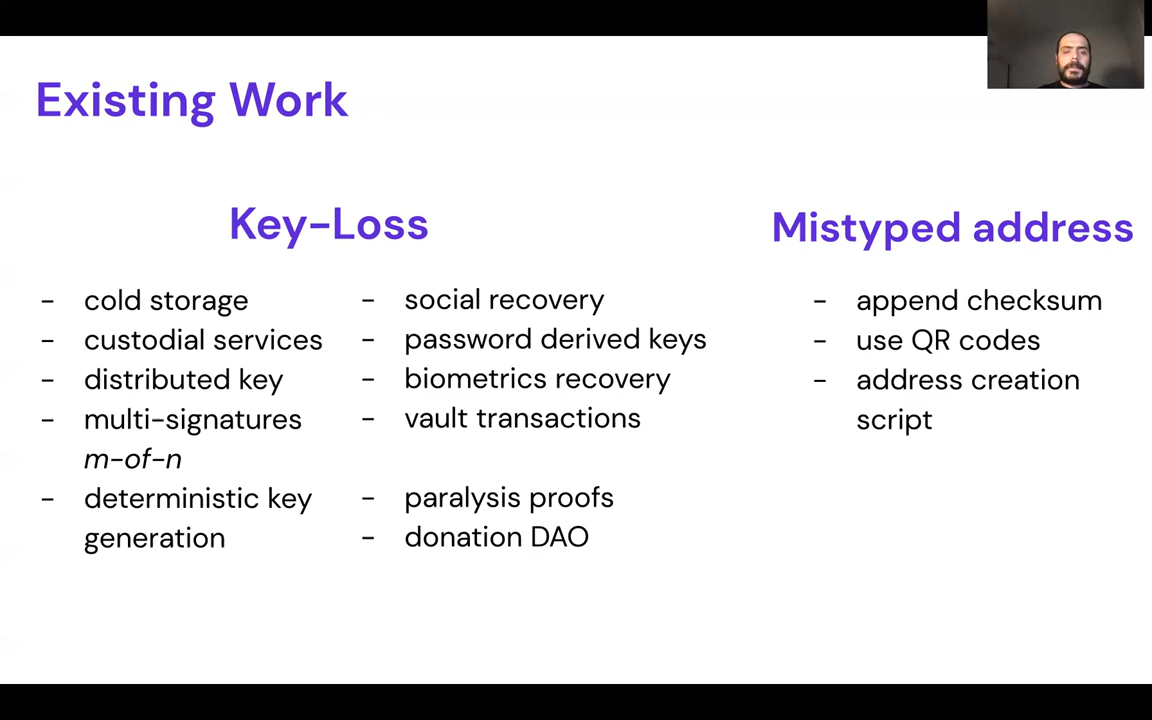 Existing Work
Key-Loss
- cold storage
- custodial services
- distributed key
- multi-signatures
m-of-n
- deterministic key
generation
- social recovery
- password derived keys
- biometrics recovery
- vault transactions
- paralysis proofs
- donation DAO
Mistyped address
- append checksum
- use QR codes
- address creation
script